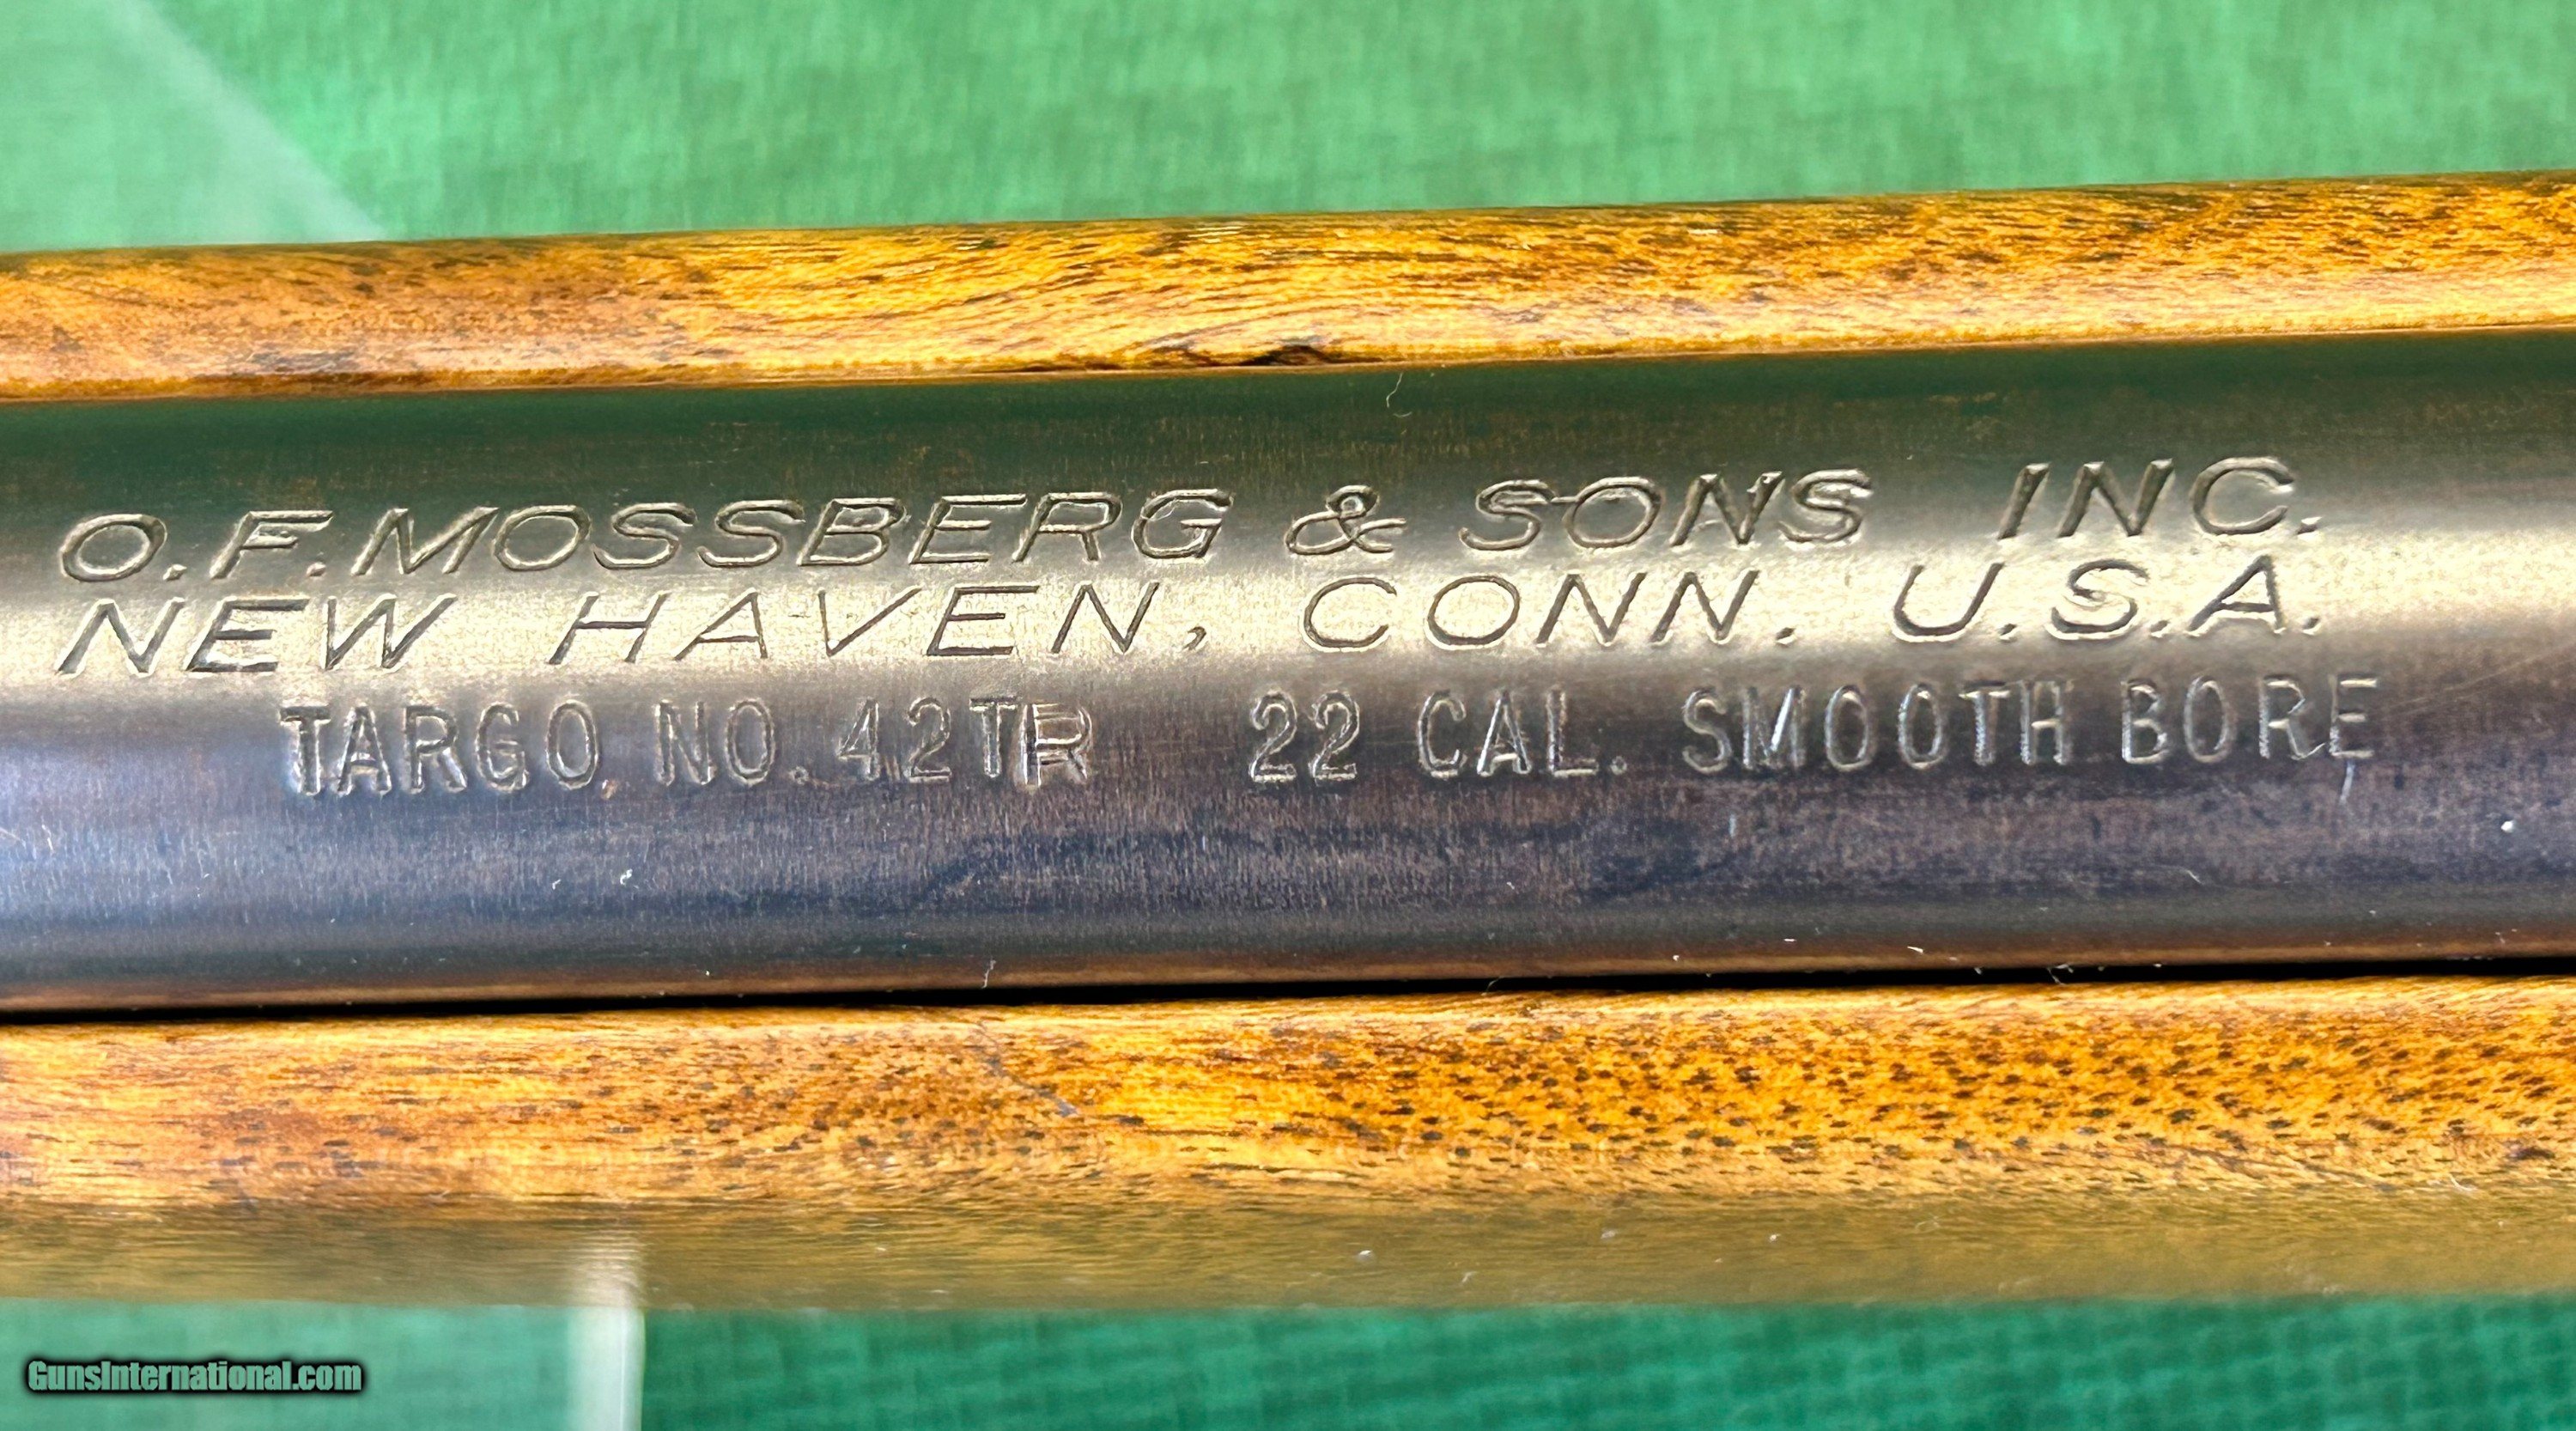 O.F.MOSSBERG & SONS INC.
NEW HAVEN, CONN. U.S.A.
TARGO NO. 42TR 22 CAL. SMOOTH BORE
GunsInternational.com